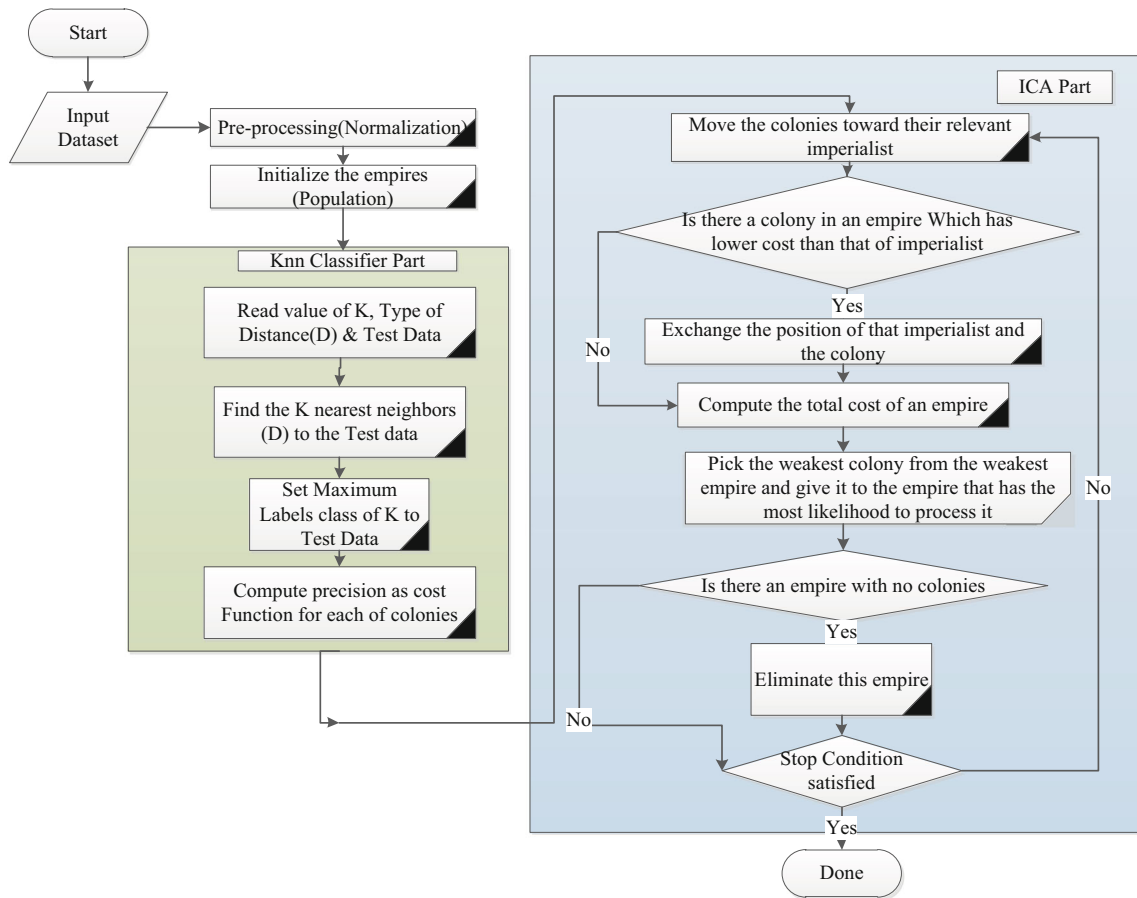 Start
Input
Dataset
Pre-processing(Normalization)
Initialize the empires
(Population)
Knn Classifier Part
Read value of K, Type of
Distance(D) & Test Data
Find the K nearest neighbors
(D) to the Test data
Set Maximum
Labels class of K to
Test Data
Compute precision as cost
Function for each of colonies
ICA Part
Move the colonies toward their relevant
imperialist
Is there a colony in an empire Which has
lower cost than that of imperialist
Yes
No
Exchange the position of that imperialist and
the colony
Compute the total cost of an empire
Pick the weakest colony from the weakest
empire and give it to the empire that has the
most likelihood to process it
No
Is there an empire with no colonies
Yes
Eliminate this empire
No
Stop Condition
satisfied
Yes
Done